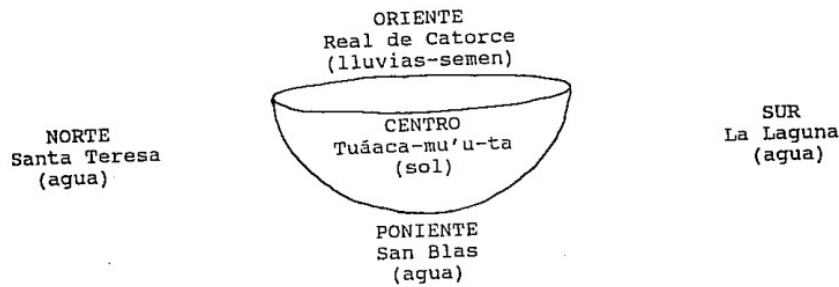 ORIENTE
Real de Catorce
(lluvias-semen)
NORTE
Santa Teresa
(agua)
CENTRO
Tuáaca-mu'u-ta
(sol)
SUR
La Laguna
(agua)
PONIENTE
San Blas
(agua)